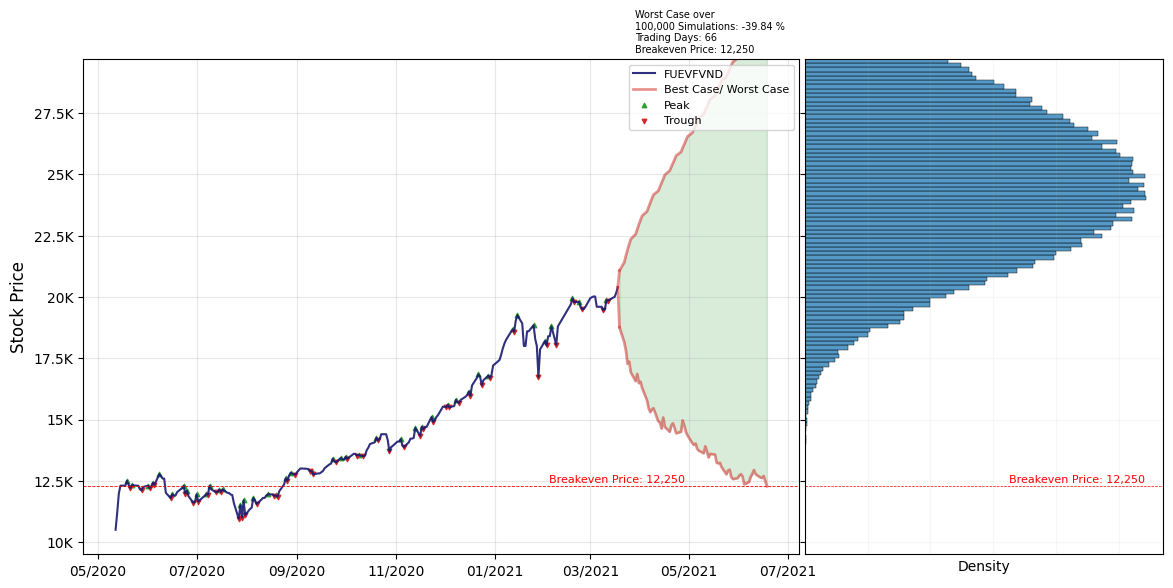 Worst Case over
100,000 Simulations: -39.84 %
Trading Days: 66
Breakeven Price: 12,250
FUEVFVND
Best Case/ Worst Case
Peak
Trough
Stock Price
27.5K
25K
22.5K
20K
17.5K
15K
12.5K
10K
Breakeven Price: 12,250
Breakeven Price: 12,250
05/2020
07/2020
09/2020
11/2020
01/2021
03/2021
05/2021
07/2021
Density